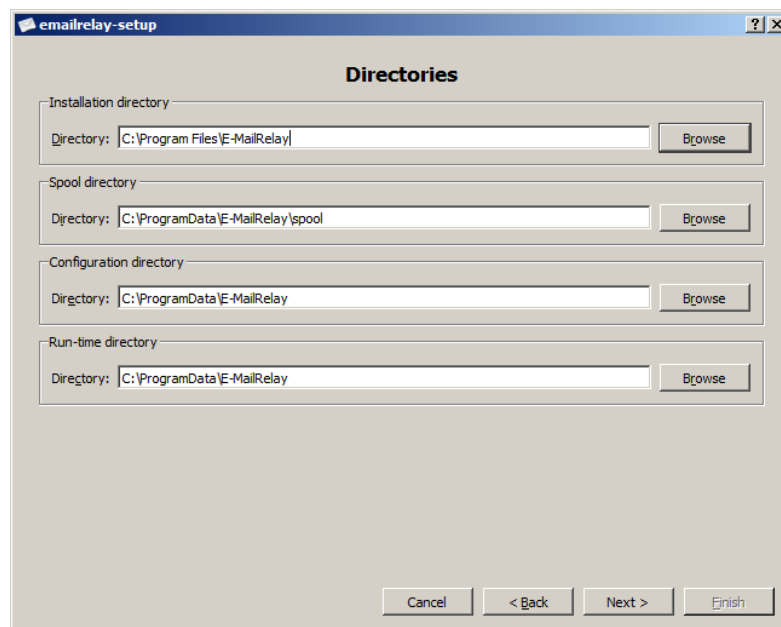 emailrelay-setup
Directories
Installation directory
Directory: C:\Program Files\E-MailRelay Browse
Spool directory
Directory: C:\ProgramData\E-MailRelay\spool Browse
Configuration directory
Directory: C:\ProgramData\E-MailRelay Browse
Run-time directory
Directory: C:\ProgramData\E-MailRelay Browse
Cancel < Back Next > Finish